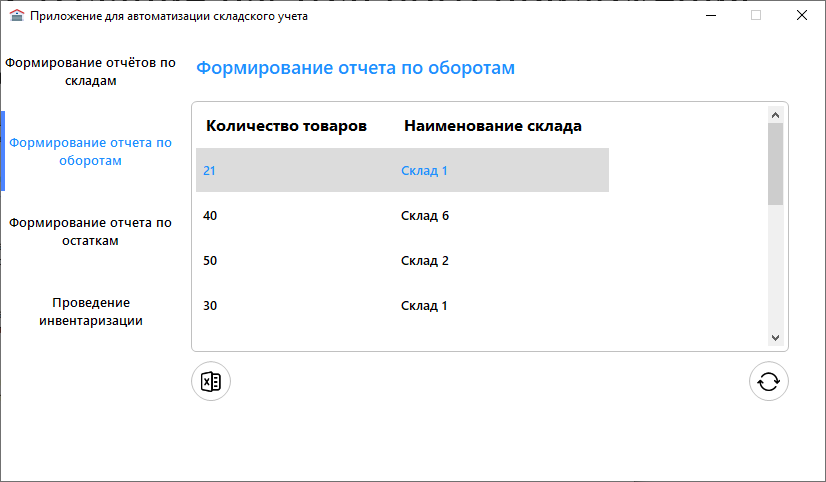 Приложение для автоматизации складского учета
Формирование отчётов по
складам
Формирование отчета по
оборотам
Формирование отчета по
остаткам
Проведение
инвентаризации
Формирование отчета по оборотам
Количество товаров Наименование склада
21 Склад 1
40 Склад 6
50 Склад 2
30 Склад 1